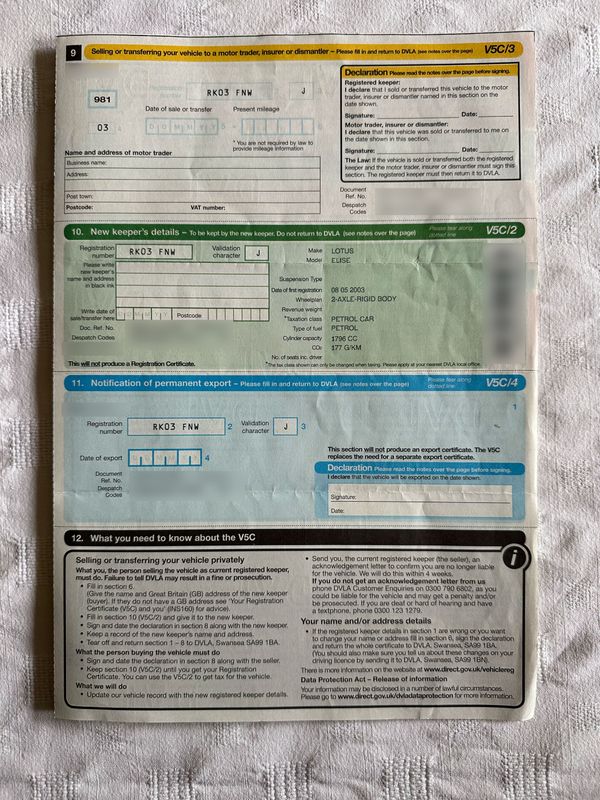 9 Selling or transferring your vehicle to a motor trader, insurer or dismantler – Please fill in and return to DVLA (see notes over the page) V5C/3
Registration number RK03 FNW J
981
03
Date of sale or transfer Present mileage
D D M M Y Y
* You are not required by law to
provide mileage information
Name and address of motor trader
Business name:
Address:
Post town:
Postcode: VAT number:
Declaration Please read the notes over the page before signing.
Registered keeper:
I declare that I sold or transferred this vehicle to the motor
trader, insurer or dismantler named in this section on the
date shown.
Signature: Date:
Motor trader, insurer or dismantler:
I declare that this vehicle was sold or transferred to me on
the date shown in this section.
Signature: Date:
The Law: If the vehicle is sold or transferred both the registered
keeper and the motor trader, insurer or dismantler must sign this
section. The registered keeper must then return it to DVLA.
Document
Ref. No.
Despatch
Codes
10. New keeper's details – To be kept by the new keeper. Do not return to DVLA (see notes over the page) Please tear along
dotted line V5C/2
Registration
number RK03 FNW Validation
character J
Please write
new keeper's
name and address
in black ink
Write date of
sale/transfer here D D M M Y Y Postcode
Doc. Ref. No.
Despatch Codes
This will not produce a Registration Certificate.
Make LOTUS
Model ELISE
Suspension Type
Date of first registration 08 05 2003
Wheelplan 2-AXLE-RIGID BODY
Revenue weight
*Taxation class PETROL CAR
Type of fuel PETROL
Cylinder capacity 1796 CC
CO₂ 177 G/KM
No. of seats inc. driver
*The tax class shown can only be changed when taxing. Please apply at your nearest DVLA local office.
11. Notification of permanent export – Please fill in and return to DVLA (see notes over the page) Please tear along
dotted line V5C/4
1
Registration
number RK03 FNW 2 Validation
character J 3
Date of export 4
Document
Ref. No.
Despatch
Codes
This section will not produce an export certificate. The V5C
replaces the need for a separate export certificate.
Declaration Please read the notes over the page before signing.
I declare that the vehicle will be exported on the date shown.
Signature:
Date:
12. What you need to know about the V5C
i
Selling or transferring your vehicle privately
What you, the person selling the vehicle as current registered keeper,
must do. Failure to tell DVLA may result in a fine or prosecution.
• Fill in section 6.
(Give the name and Great Britain (GB) address of the new keeper
(buyer). If they do not have a GB address see 'Your Registration
Certificate (V5C) and you' (INS160) for advice).
• Fill in section 10 (V5C/2) and give it to the new keeper.
• Sign and date the declaration in section 8 along with the new keeper.
• Keep a record of the new keeper's name and address.
• Tear off and return section 1 – 8 to DVLA, Swansea SA99 1BA.
What the person buying the vehicle must do
• Sign and date the declaration in section 8 along with the seller.
• Keep section 10 (V5C/2) until you get your Registration
Certificate. You can use the V5C/2 to get tax for the vehicle.
What we will do
• Update our vehicle record with the new registered keeper details.
• Send you, the current registered keeper (the seller), an
acknowledgement letter to confirm you are no longer liable
for the vehicle. We will do this within 4 weeks.
If you do not get an acknowledgement letter from us
phone DVLA Customer Enquiries on 0300 790 6802, as you
could be liable for the vehicle and may get a penalty and/or
be prosecuted. If you are deaf or hard of hearing and have
a textphone, phone 0300 123 1279.
Your name and/or address details
• If the registered keeper details in section 1 are wrong or you want
to change your name or address fill in section 6, sign the declaration
and return the whole certificate to DVLA, Swansea, SA99 1BA.
(You should also make sure you tell us about these changes on your
driving licence by sending it to DVLA, Swansea, SA99 1BN).
There is more information on the website at www.direct.gov.uk/vehiclereg
Data Protection Act – Release of information
Your information may be disclosed in a number of lawful circumstances.
Please go to www.direct.gov.uk/dvladataprotection for more information.